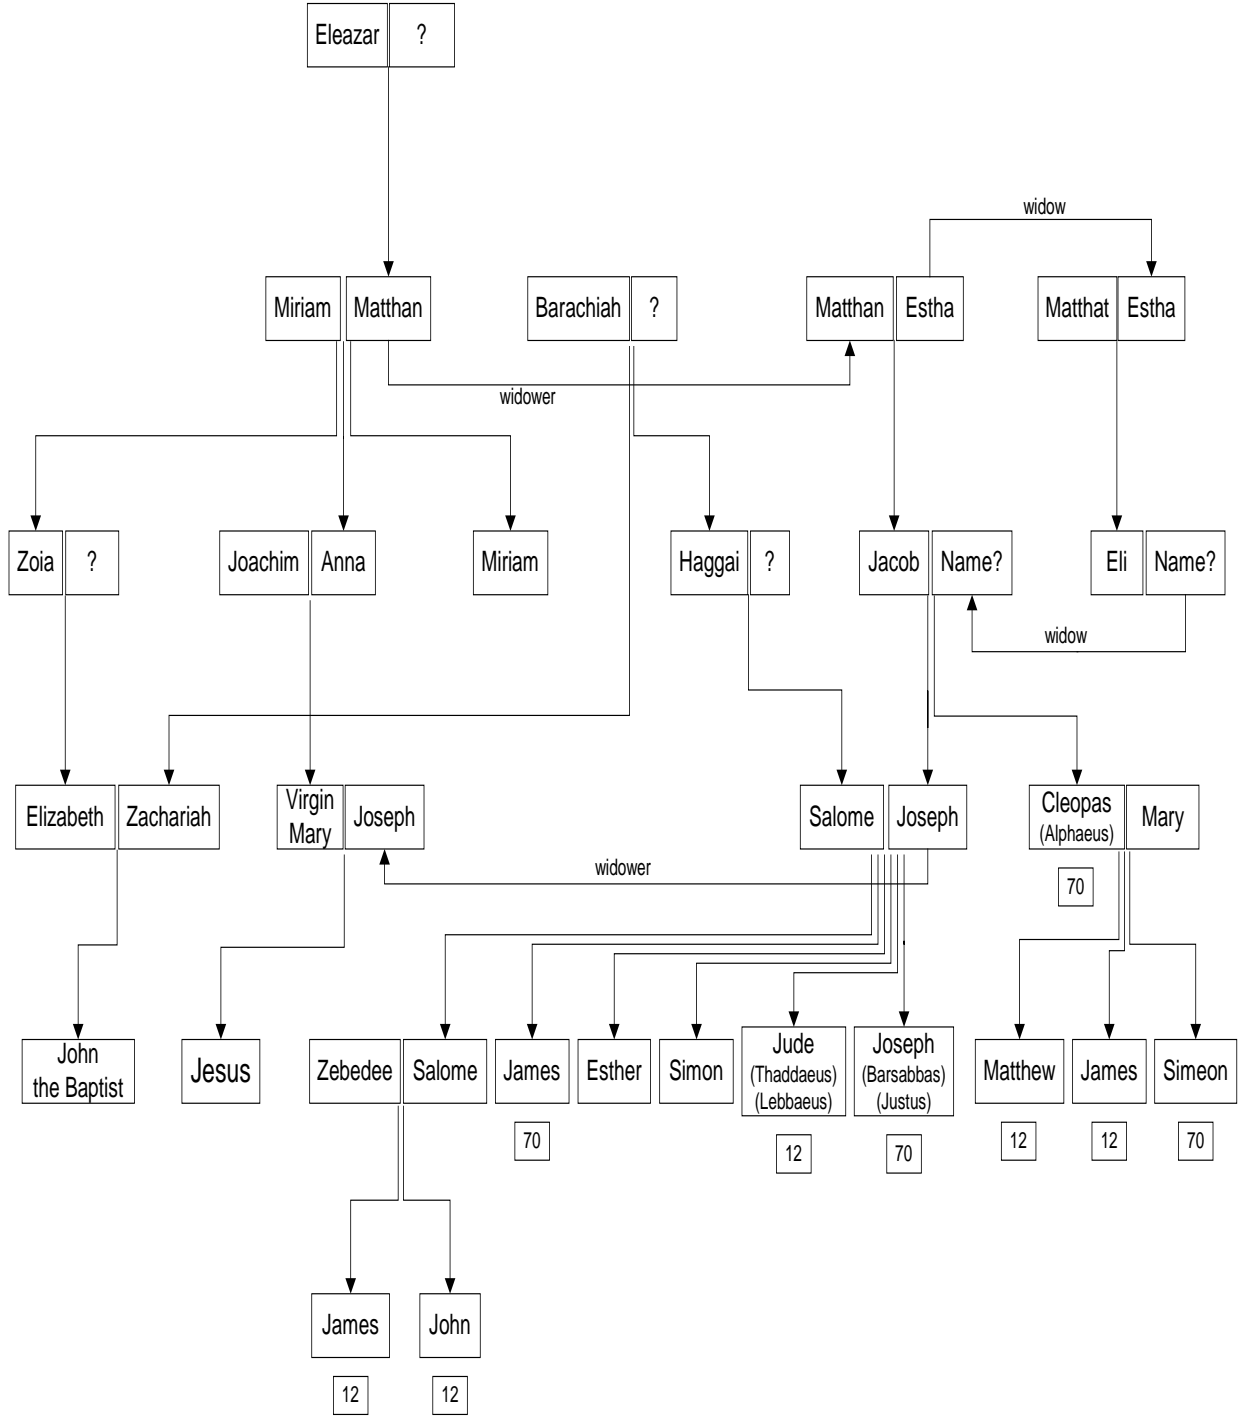 Eleazar ?
widow
Miriam Matthan Barachiah ? Matthan Estha Matthat Estha
widower
Zoia ? Joachim Anna Miriam Haggai ? Jacob Name? Eli Name?
widow
Elizabeth Zachariah
Virgin
Mary
Joseph
Salome Joseph
Cleopas
(Alphaeus)
Mary
widower
70
John
the Baptist
Jesus
Zebedee Salome James Esther Simon
Jude
(Thaddaeus)
(Lebbaeus)
Joseph
(Barsabbas)
(Justus)
Matthew James Simeon
70 12 70 12 12 70
James John
12 12